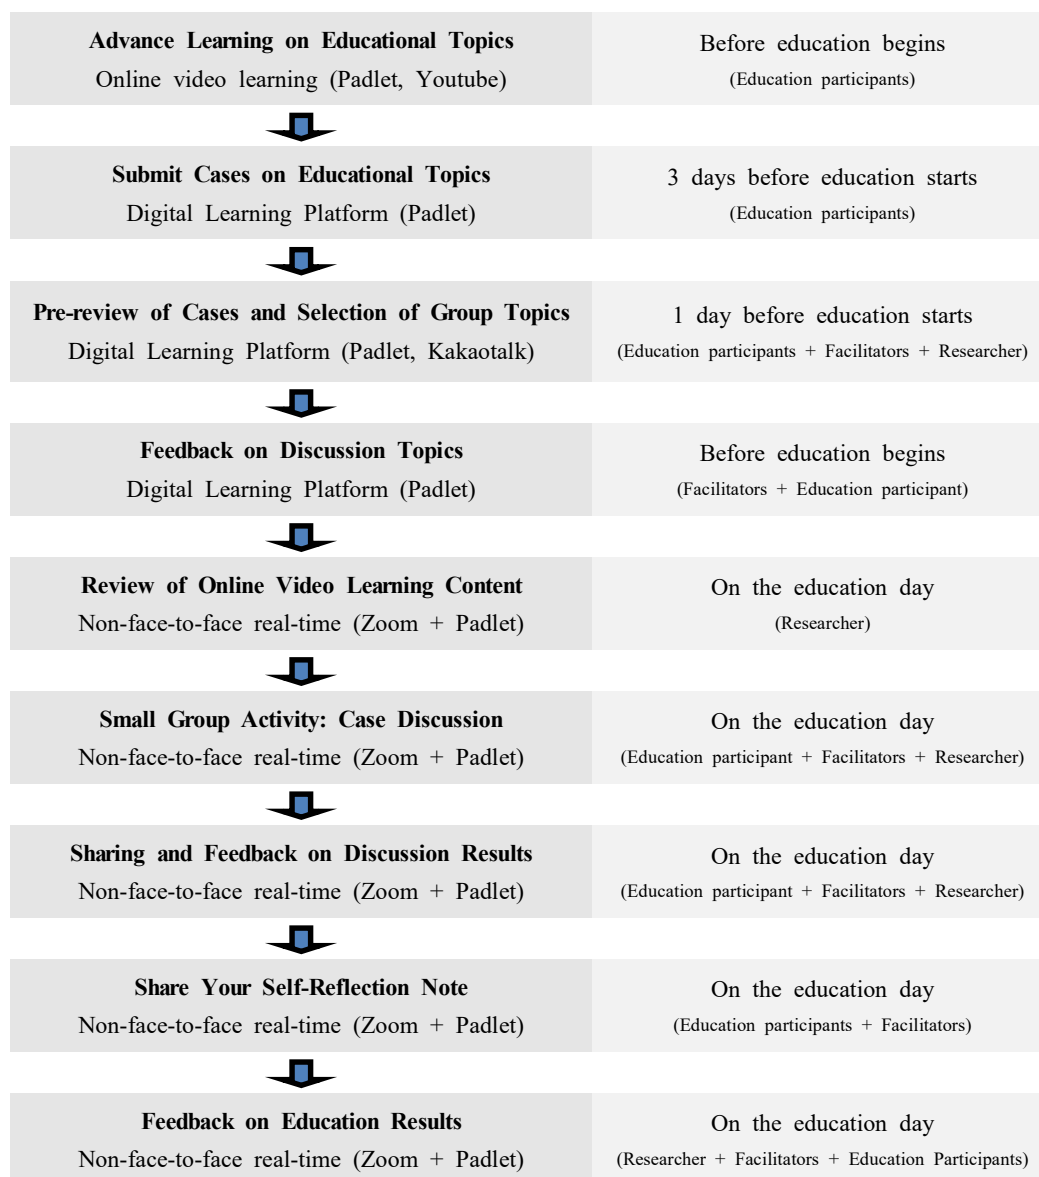 Advance Learning on Educational Topics
Online video learning (Padlet, Youtube)
Before education begins
(Education participants)
Submit Cases on Educational Topics
Digital Learning Platform (Padlet)
3 days before education starts
(Education participants)
Pre-review of Cases and Selection of Group Topics
Digital Learning Platform (Padlet, Kakaotalk)
1 day before education starts
(Education participants + Facilitators + Researcher)
Feedback on Discussion Topics
Digital Learning Platform (Padlet)
Before education begins
(Facilitators + Education participant)
Review of Online Video Learning Content
Non-face-to-face real-time (Zoom + Padlet)
On the education day
(Researcher)
Small Group Activity: Case Discussion
Non-face-to-face real-time (Zoom + Padlet)
On the education day
(Education participant + Facilitators + Researcher)
Sharing and Feedback on Discussion Results
Non-face-to-face real-time (Zoom + Padlet)
On the education day
(Education participant + Facilitators + Researcher)
Share Your Self-Reflection Note
Non-face-to-face real-time (Zoom + Padlet)
On the education day
(Education participants + Facilitators)
Feedback on Education Results
Non-face-to-face real-time (Zoom + Padlet)
On the education day
(Researcher + Facilitators + Education Participants)